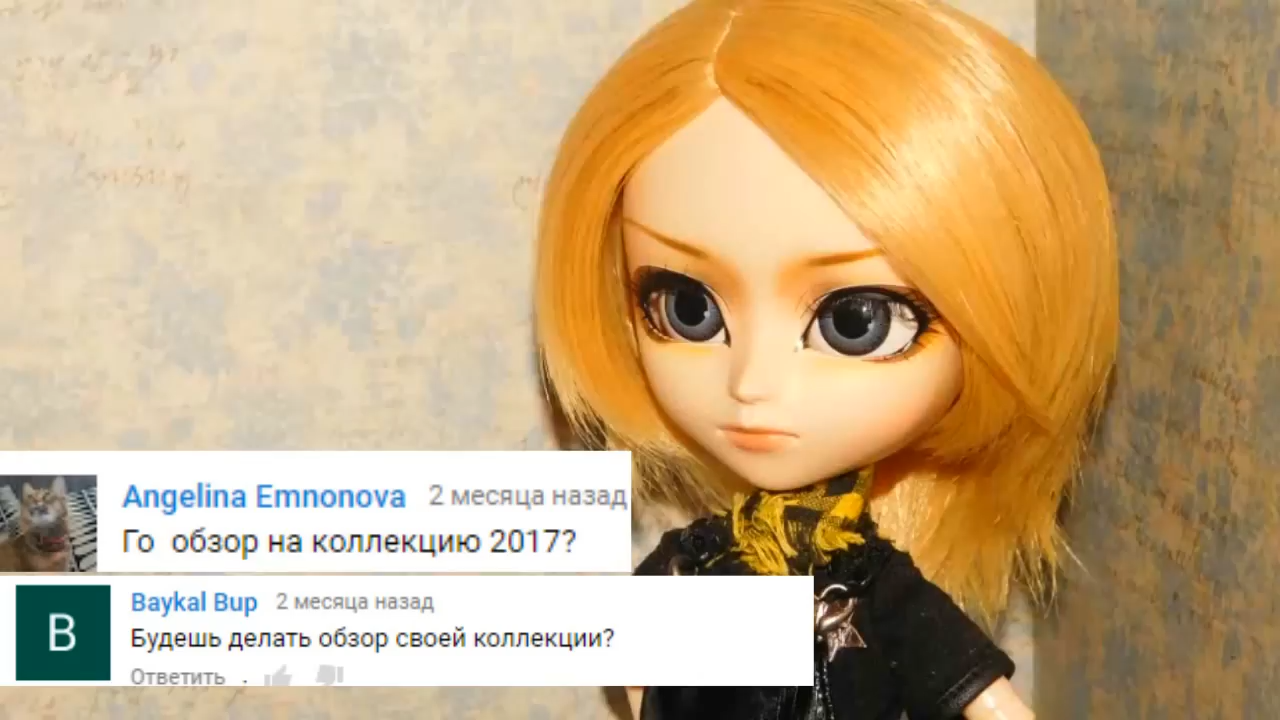 Angelina Emnonova 2 месяца назад
Го обзор на коллекцию 2017?
B
Baykal Bup 2 месяца назад
Будешь делать обзор своей коллекции?
Ответить